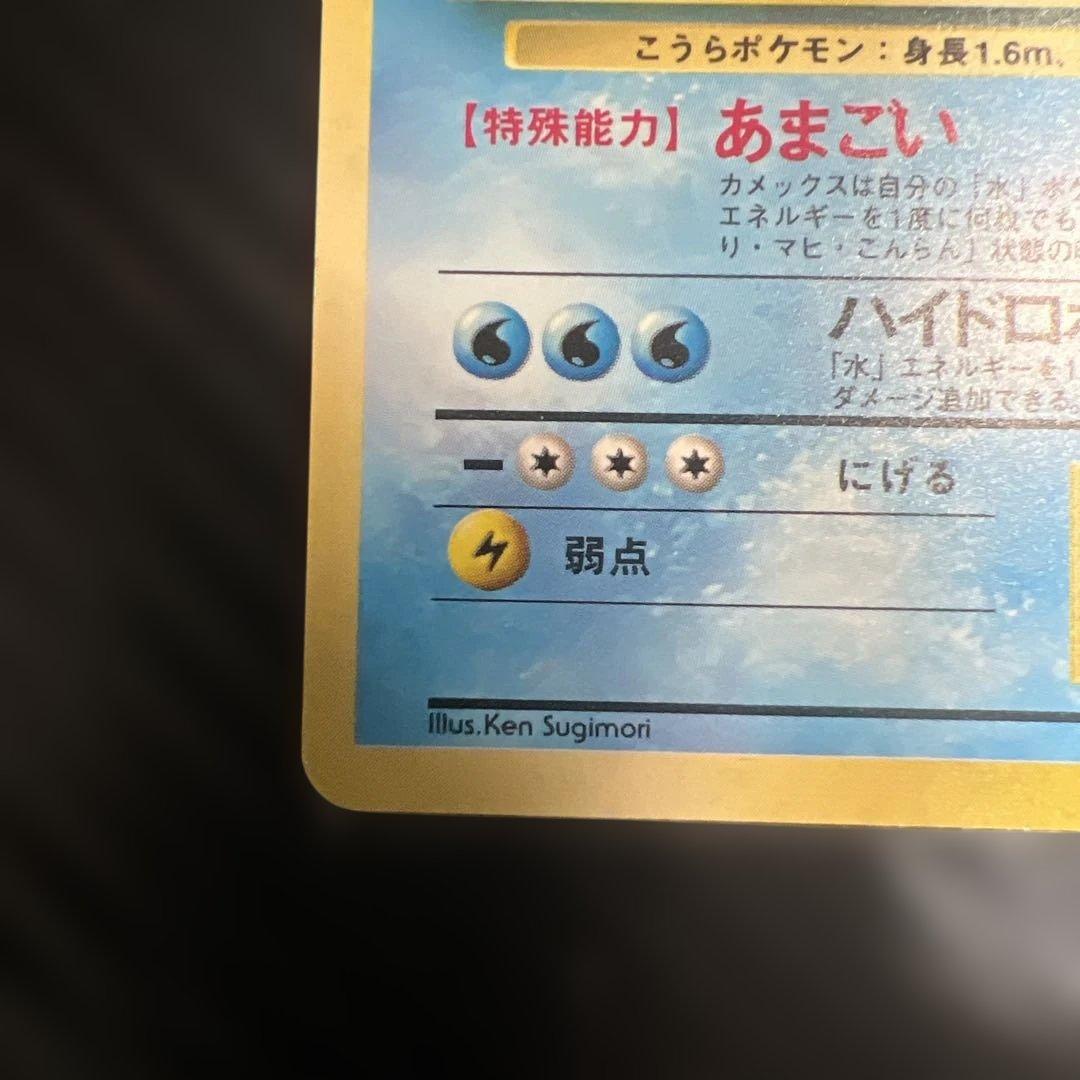 こうらポケモン：身長1.6m、
【特殊能力】 あまごい
カメックスは自分の「水」ポケ
エネルギーを1度に何枚でも
り・マヒ・こんらん」状態の
ハイドロ
「水」エネルギーを1
ダメージ追加できる。
にげる
弱点
Illus.Ken Sugimori